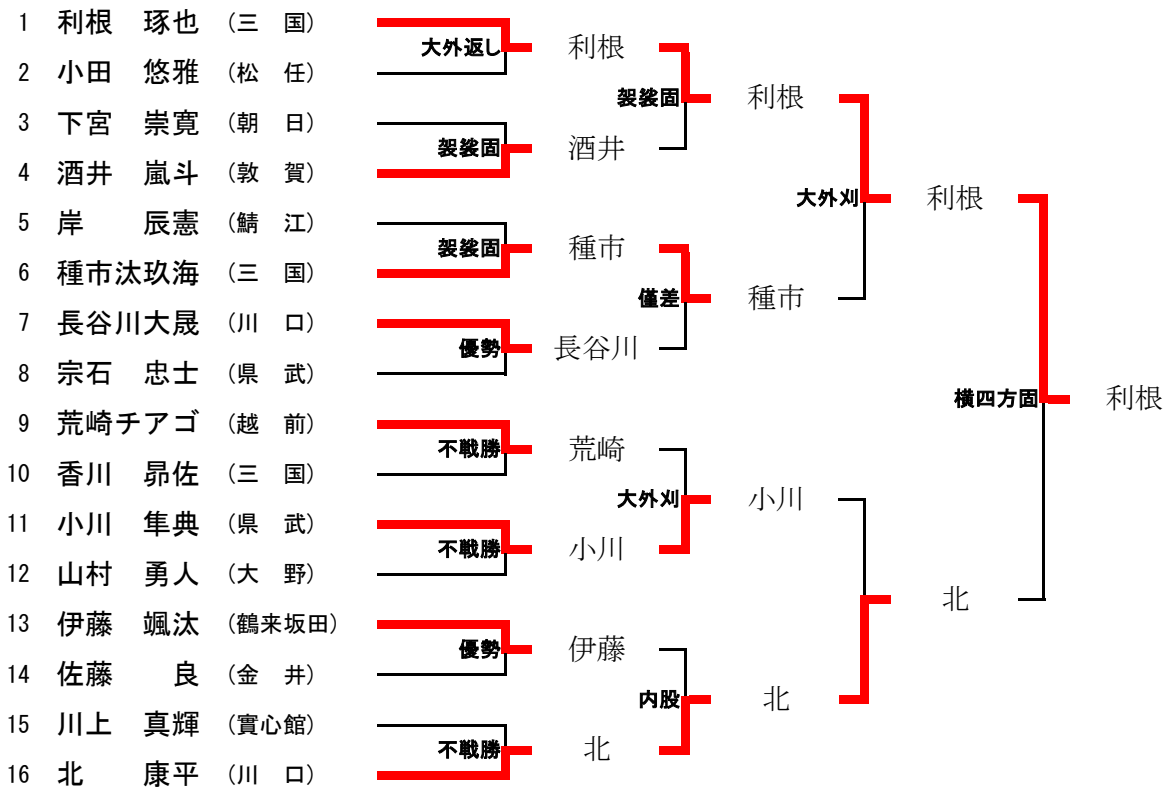 1 利根 琢也 （三 国）
大外返し
利根
2 小田 悠雅 （松 任）
袈裟固
利根
3 下宮 崇寛 （朝 日）
袈裟固
酒井
4 酒井 嵐斗 （敦 賀）
大外刈
利根
5 岸 辰憲 （鯖 江）
袈裟固
種市
6 種市汰玖海 （三 国）
僅差
種市
7 長谷川大晟 （川 口）
優勢
長谷川
8 宗石 忠士 （県 武）
横四方固
利根
9 荒崎チアゴ （越 前）
不戦勝
荒崎
10 香川 昴佐 （三 国）
大外刈
小川
11 小川 隼典 （県 武）
不戦勝
小川
12 山村 勇人 （大 野）
北
13 伊藤 颯汰 （鶴来坂田）
優勢
伊藤
14 佐藤 良 （金 井）
内股
北
15 川上 真輝 （實心館）
不戦勝
北
16 北 康平 （川 口）